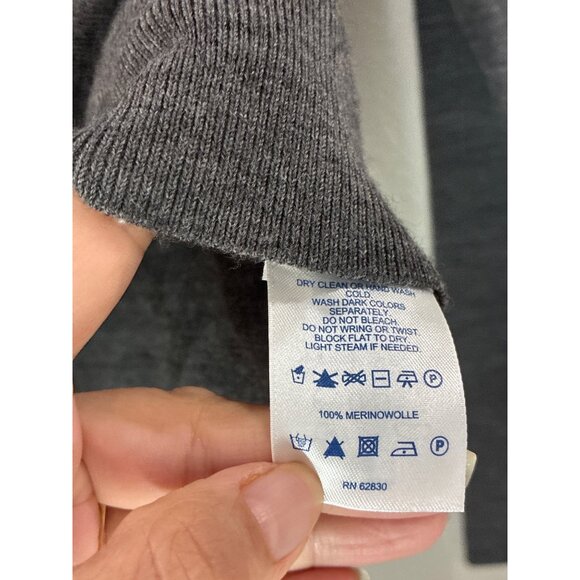 DRY CLEAN OR HAND WASH
COLD.
WASH DARK COLORS
SEPARATELY.
DO NOT BLEACH.
DO NOT WRING OR TWIST.
BLOCK FLAT TO DRY.
LIGHT STEAM IF NEEDED.
P
100% MERINOWOLLE
P
RN 62830